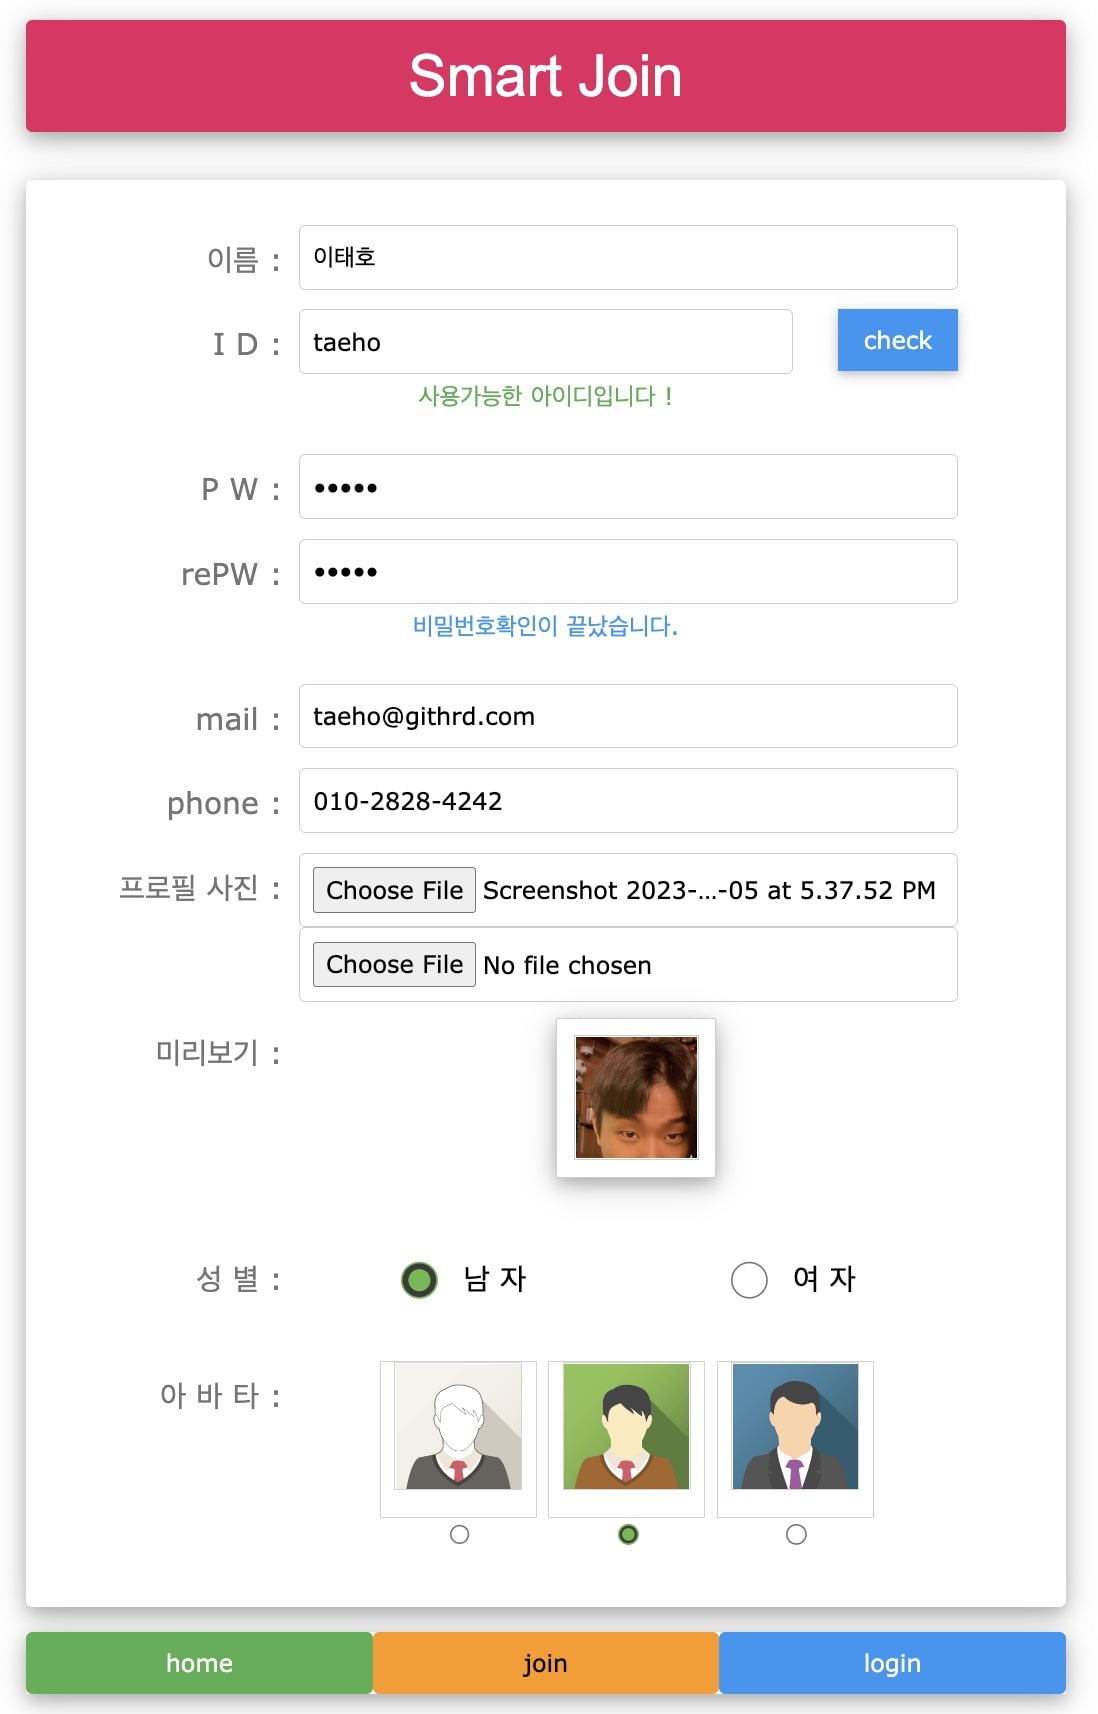 Smart Join
이름 : 이태호
I D : taeho check
사용가능한 아이디입니다 !
P W : •••••
rePW : •••••
비밀번호확인이 끝났습니다.
mail : taeho@githrd.com
phone : 010-2828-4242
프로필 사진 : Choose File Screenshot 2023-...-05 at 5.37.52 PM
Choose File No file chosen
미리보기 :
성 별 : 남 자 여 자
아 바 타 :
home join login